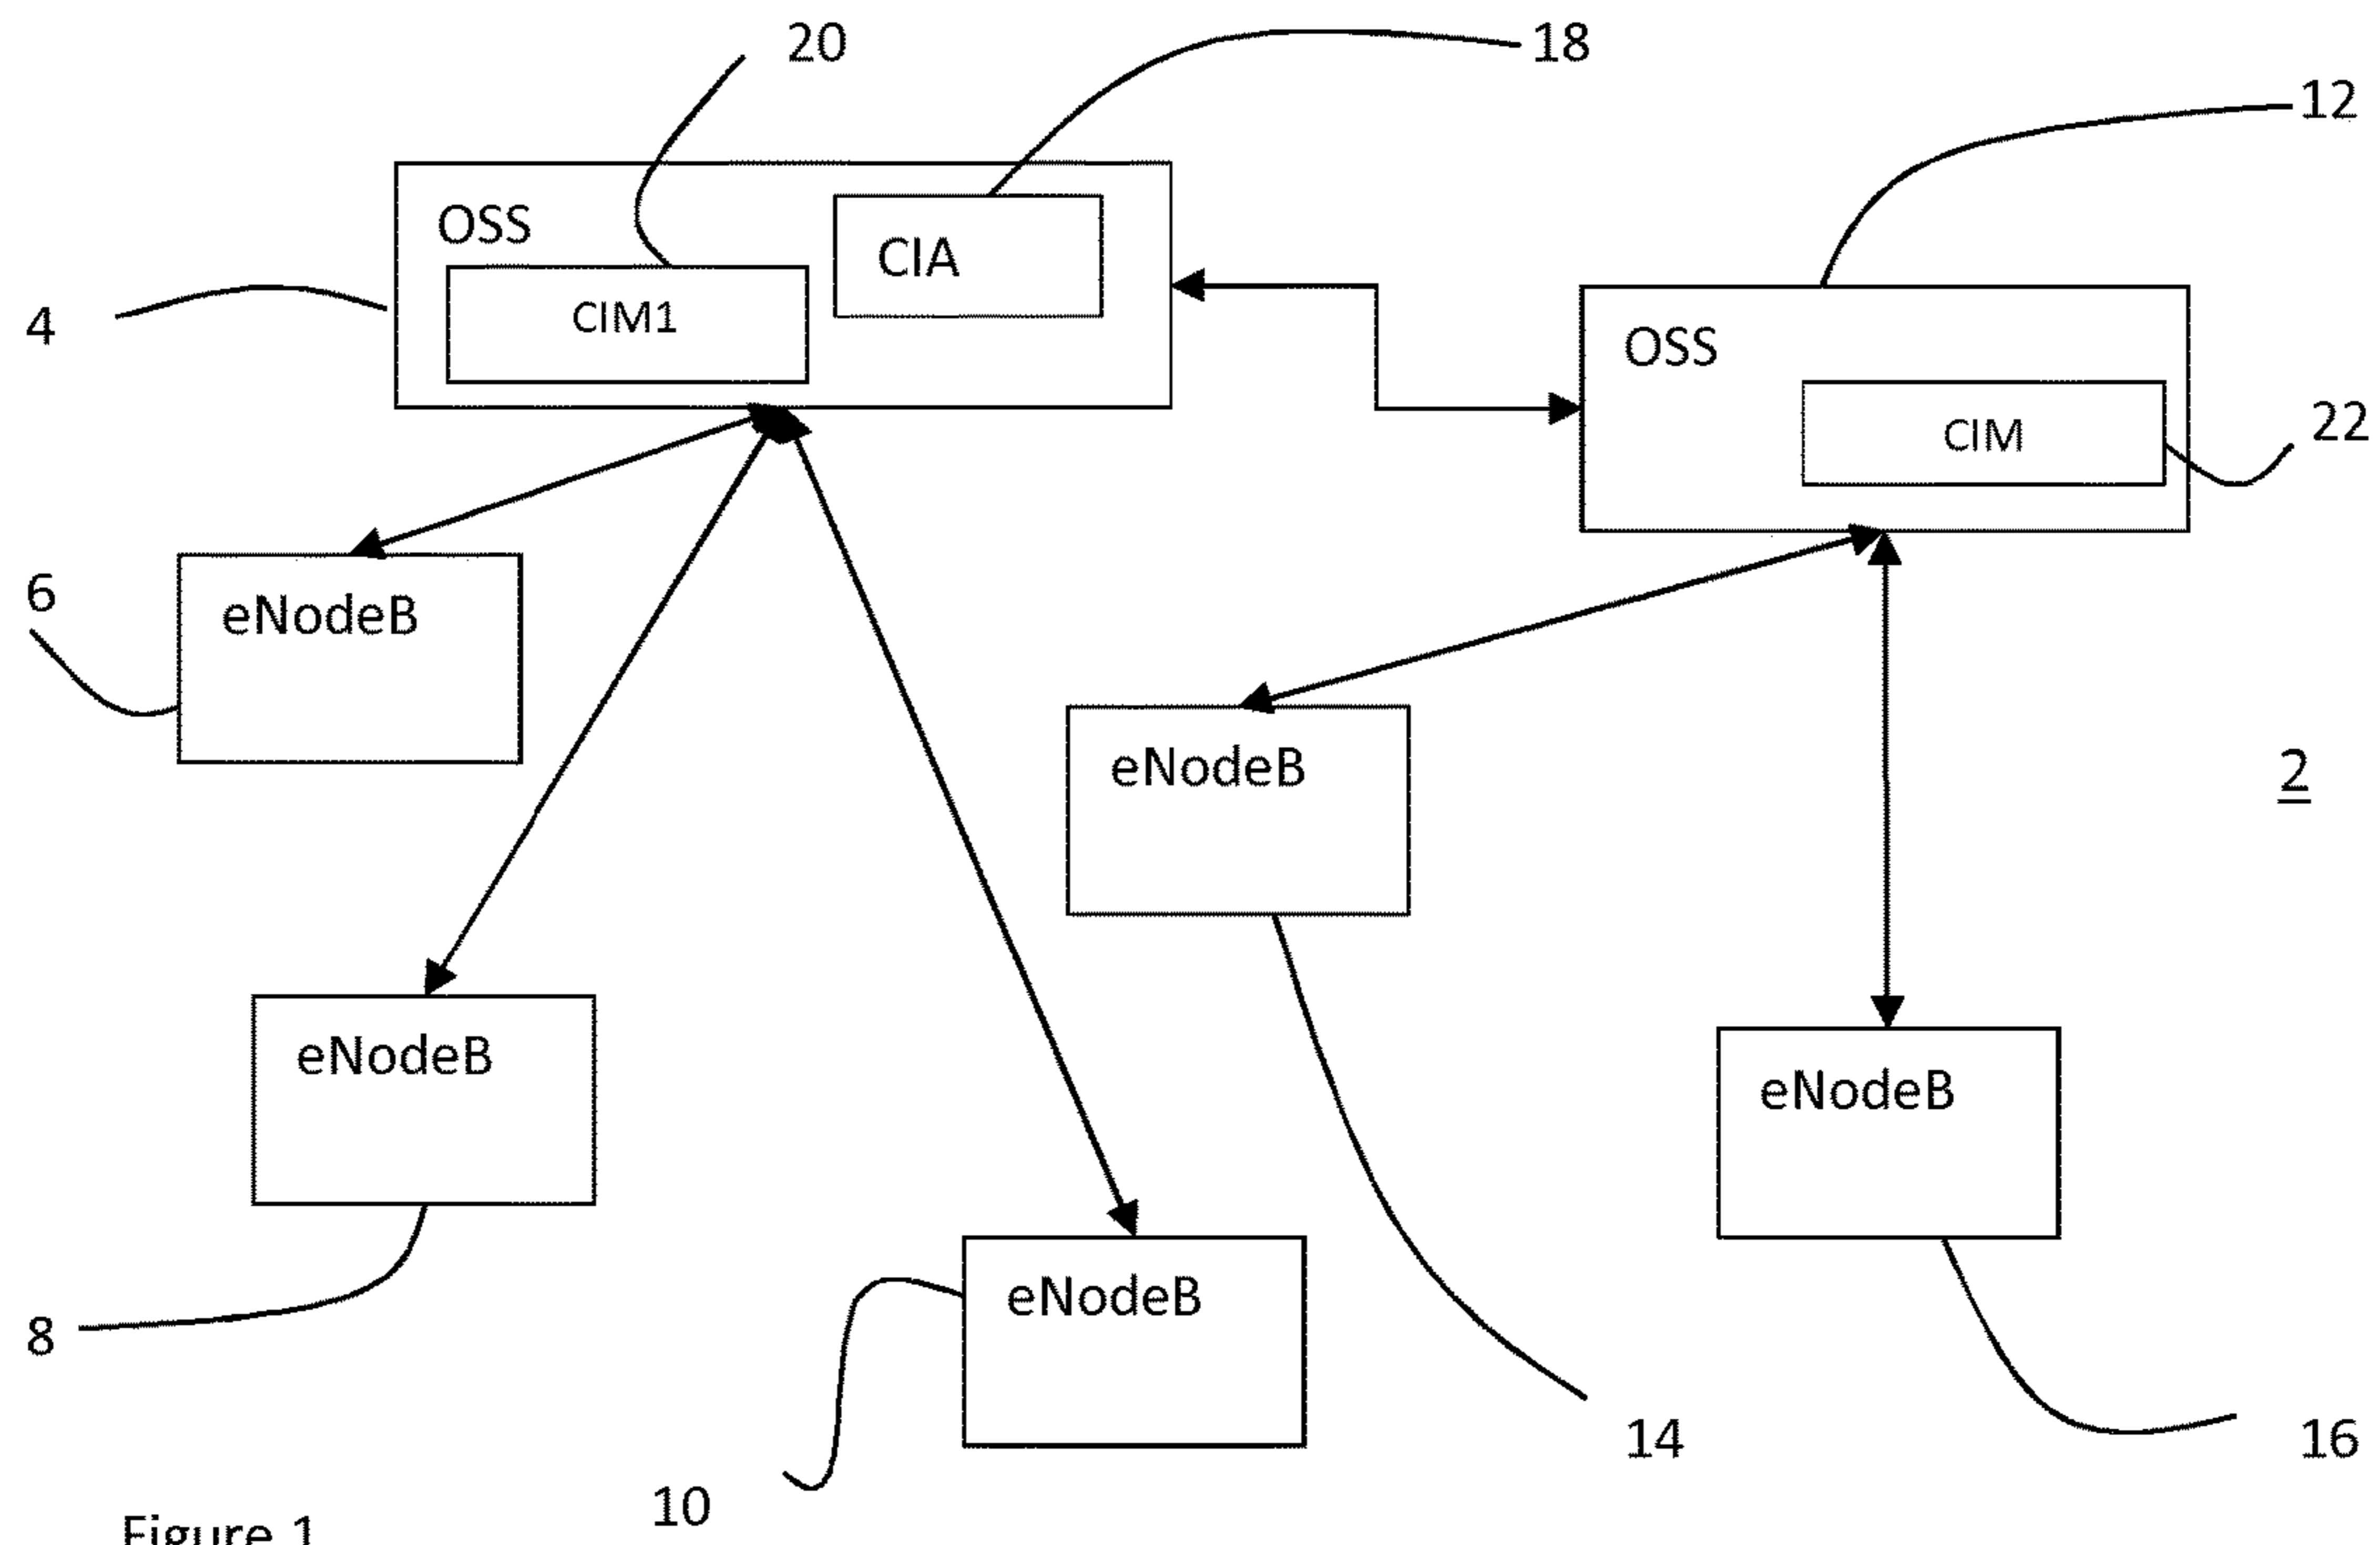 20
18
12
OSS
CIA
CIM1
4
OSS
CIM
22
6
eNodeB
eNodeB
2
eNodeB
eNodeB
eNodeB
8
14
16
10
Figure 1